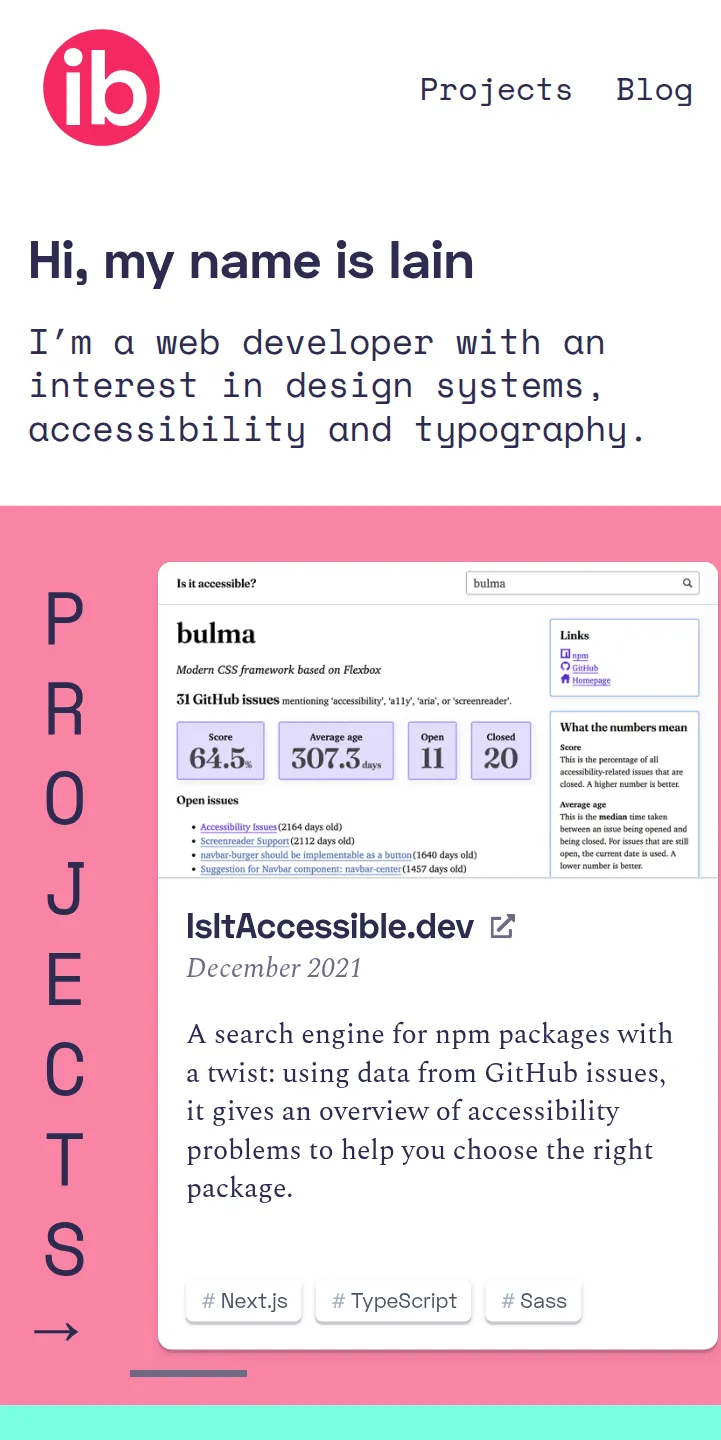 ib
Projects Blog
Hi, my name is Iain
I’m a web developer with an
interest in design systems,
accessibility and typography.
PROJECTS
→
Is it accessible?
bulma
bulma
Modern CSS framework based on Flexbox
31 GitHub issues mentioning ‘accessibility’, ‘a11y’, ‘aria’, or ‘screenreader’.
Score
64.5%
Average age
307.3 days
Open
11
Closed
20
Open issues
• Accessibility Issues (2164 days old)
• Screenreader Support (2112 days old)
• navbar-burger should be implementable as a button (1640 days old)
• Suggestion for Navbar component: navbar-center (1457 days old)
Links
npm
GitHub
Homepage
What the numbers mean
Score
This is the percentage of all
accessibility-related issues that are
closed. A higher number is better.
Average age
This is the median time taken
between an issue being opened and
being closed. For issues that are still
open, the current date is used. A
lower number is better.
IsItAccessible.dev
December 2021
A search engine for npm packages with
a twist: using data from GitHub issues,
it gives an overview of accessibility
problems to help you choose the right
package.
# Next.js # TypeScript # Sass